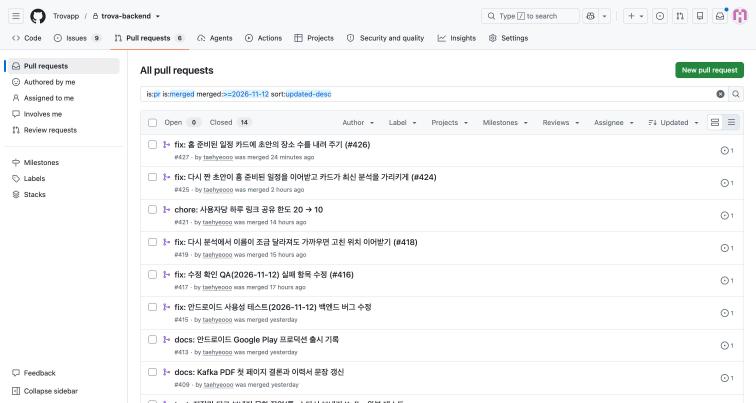 Trovapp / trova-backend
Type / to search
Code
Issues 9
Pull requests 6
Agents
Actions
Projects
Security and quality
Insights
Settings
Pull requests
Authored by me
Assigned to me
Involves me
Review requests
Milestones
Labels
Stacks
Feedback
Collapse sidebar
All pull requests
New pull request
is:pr is:merged merged:>=2026-11-12 sort:updated-desc
Open 0 Closed 14 Author Label Projects Milestones Reviews Assignee Updated
fix: 홈 준비된 일정 카드에 초안의 장소 수를 내려 주기 (#426)
1
#427 · by taehyeooo was merged 24 minutes ago
fix: 다시 짠 초안이 홈 준비된 일정을 이어받고 카드가 최신 분석을 가리키게 (#424)
1
#425 · by taehyeooo was merged 2 hours ago
chore: 사용자당 하루 링크 공유 한도 20 → 10
1
#421 · by taehyeooo was merged 14 hours ago
fix: 다시 분석에서 이름이 조금 달라져도 가까우면 고친 위치 이어받기 (#418)
1
#419 · by taehyeooo was merged 15 hours ago
fix: 수정 확인 QA(2026-11-12) 실패 항목 수정 (#416)
1
#417 · by taehyeooo was merged 17 hours ago
fix: 안드로이드 사용성 테스트(2026-11-12) 백엔드 버그 수정
1
#415 · by taehyeooo was merged yesterday
docs: 안드로이드 Google Play 프로덕션 출시 기록
1
#413 · by taehyeooo was merged yesterday
docs: Kafka PDF 첫 페이지 결론과 이력서 문장 갱신
1
#409 · by taehyeooo was merged yesterday